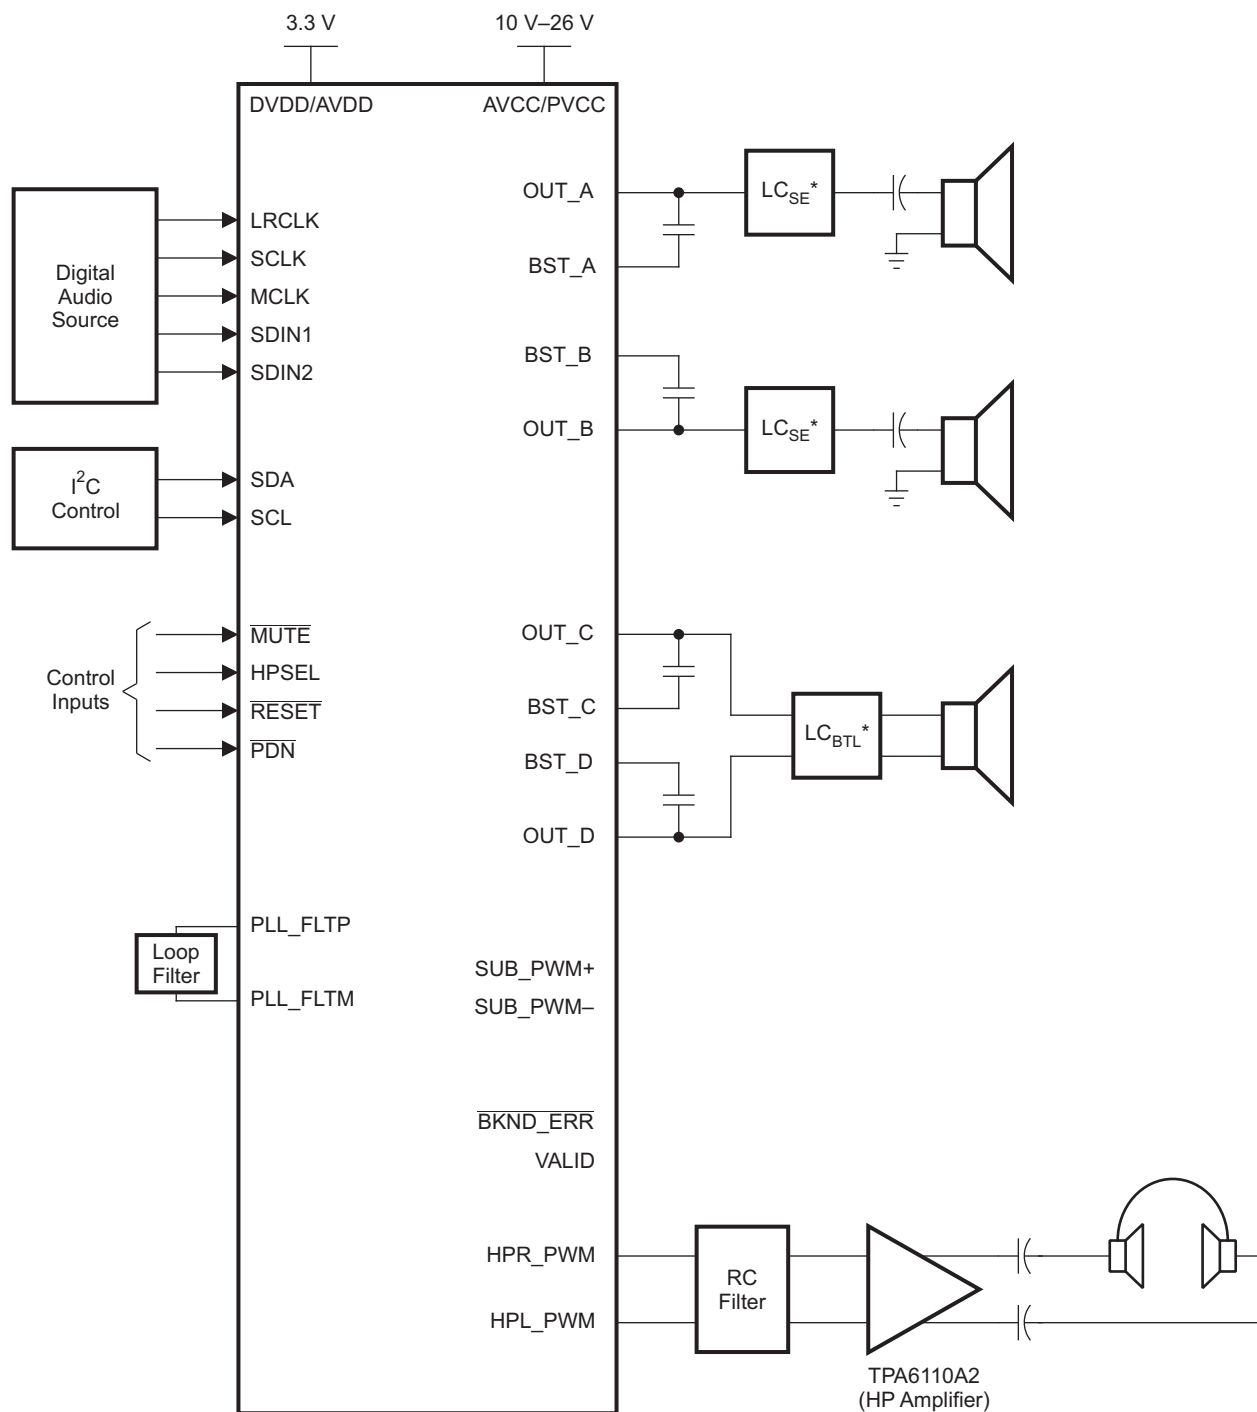 3.3 V
10 V–26 V
DVDD/AVDD
AVCC/PVCC
Digital
Audio
Source
LRCLK
SCLK
MCLK
SDIN1
SDIN2
I²C
Control
SDA
SCL
Control
Inputs
MUTE
HPSEL
RESET
PDN
Loop
Filter
PLL_FLTP
PLL_FLTM
OUT_A
BST_A
LCSE*
BST_B
OUT_B
LCSE*
OUT_C
BST_C
BST_D
OUT_D
LCBTL*
SUB_PWM+
SUB_PWM–
BKND_ERR
VALID
HPR_PWM
HPL_PWM
RC
Filter
TPA6110A2
(HP Amplifier)